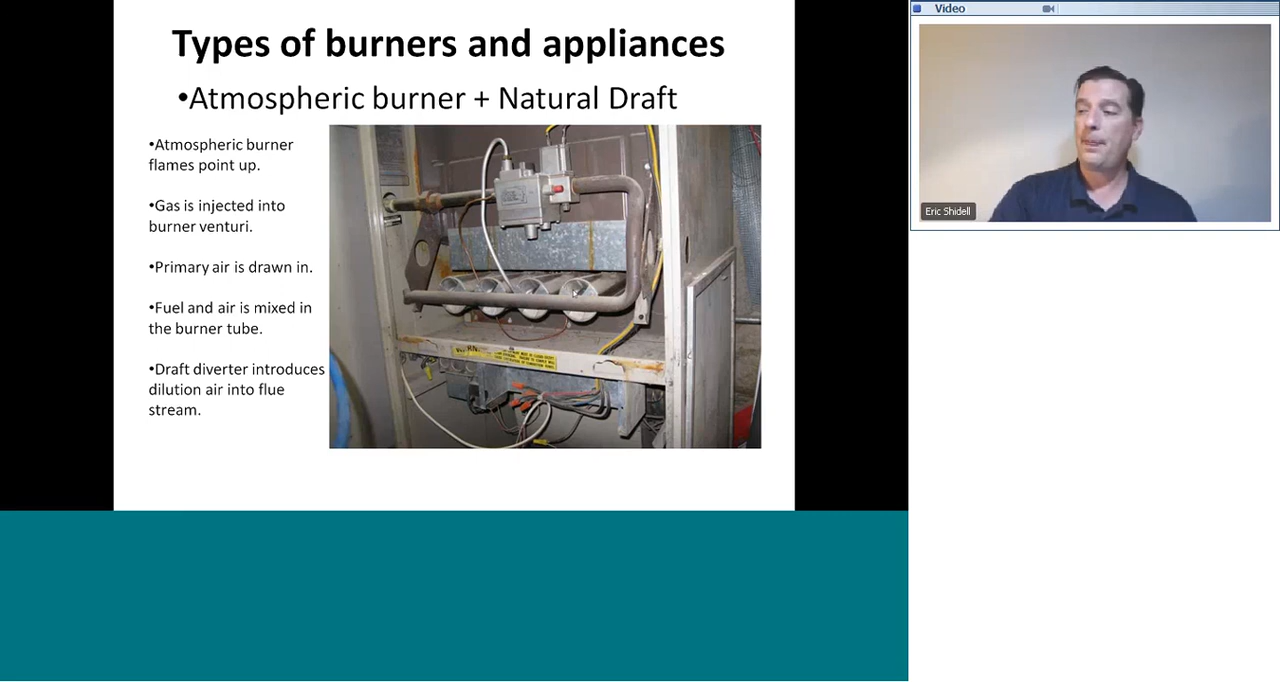 Types of burners and appliances
•Atmospheric burner + Natural Draft
•Atmospheric burner
flames point up.
•Gas is injected into
burner venturi.
•Primary air is drawn in.
•Fuel and air is mixed in
the burner tube.
•Draft diverter introduces
dilution air into flue
stream.
Video
Eric Shidell